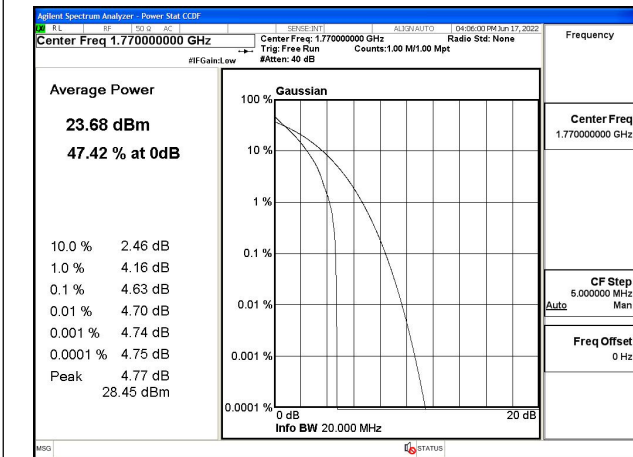 Agilent Spectrum Analyzer - Power Stat CCDF
LXI RL RF 50 Ω AC SENSE:INT ALIGNAUTO 04:06:00 PM Jun 17, 2022
Center Freq 1.770000000 GHz
Center Freq: 1.770000000 GHz Radio Std: None
Trig: Free Run Counts:1.00 M/1.00 Mpt
#IFGain:Low #Atten: 40 dB
Frequency
Average Power
23.68 dBm
47.42 % at 0dB
10.0 % 2.46 dB
1.0 % 4.16 dB
0.1 % 4.63 dB
0.01 % 4.70 dB
0.001 % 4.74 dB
0.0001 % 4.75 dB
Peak 4.77 dB
28.45 dBm
Gaussian
100 %
10 %
1 %
0.1 %
0.01 %
0.001 %
0.0001 %
0 dB 20 dB
Info BW 20.000 MHz
Center Freq
1.770000000 GHz
CF Step
5.000000 MHz
Auto Man
Freq Offset
0 Hz
MSG STATUS